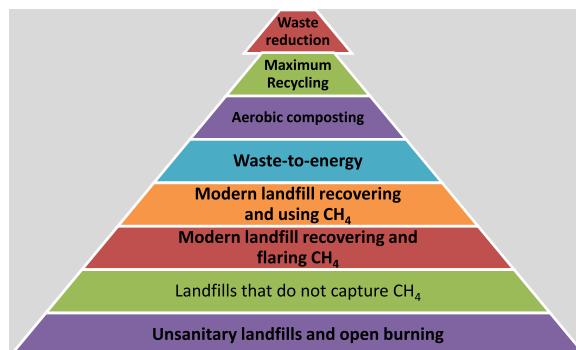 Waste
reduction
Maximum
Recycling
Aerobic composting
Waste-to-energy
Modern landfill recovering
and using CH₄
Modern landfill recovering and
flaring CH₄
Landfills that do not capture CH₄
Unsanitary landfills and open burning